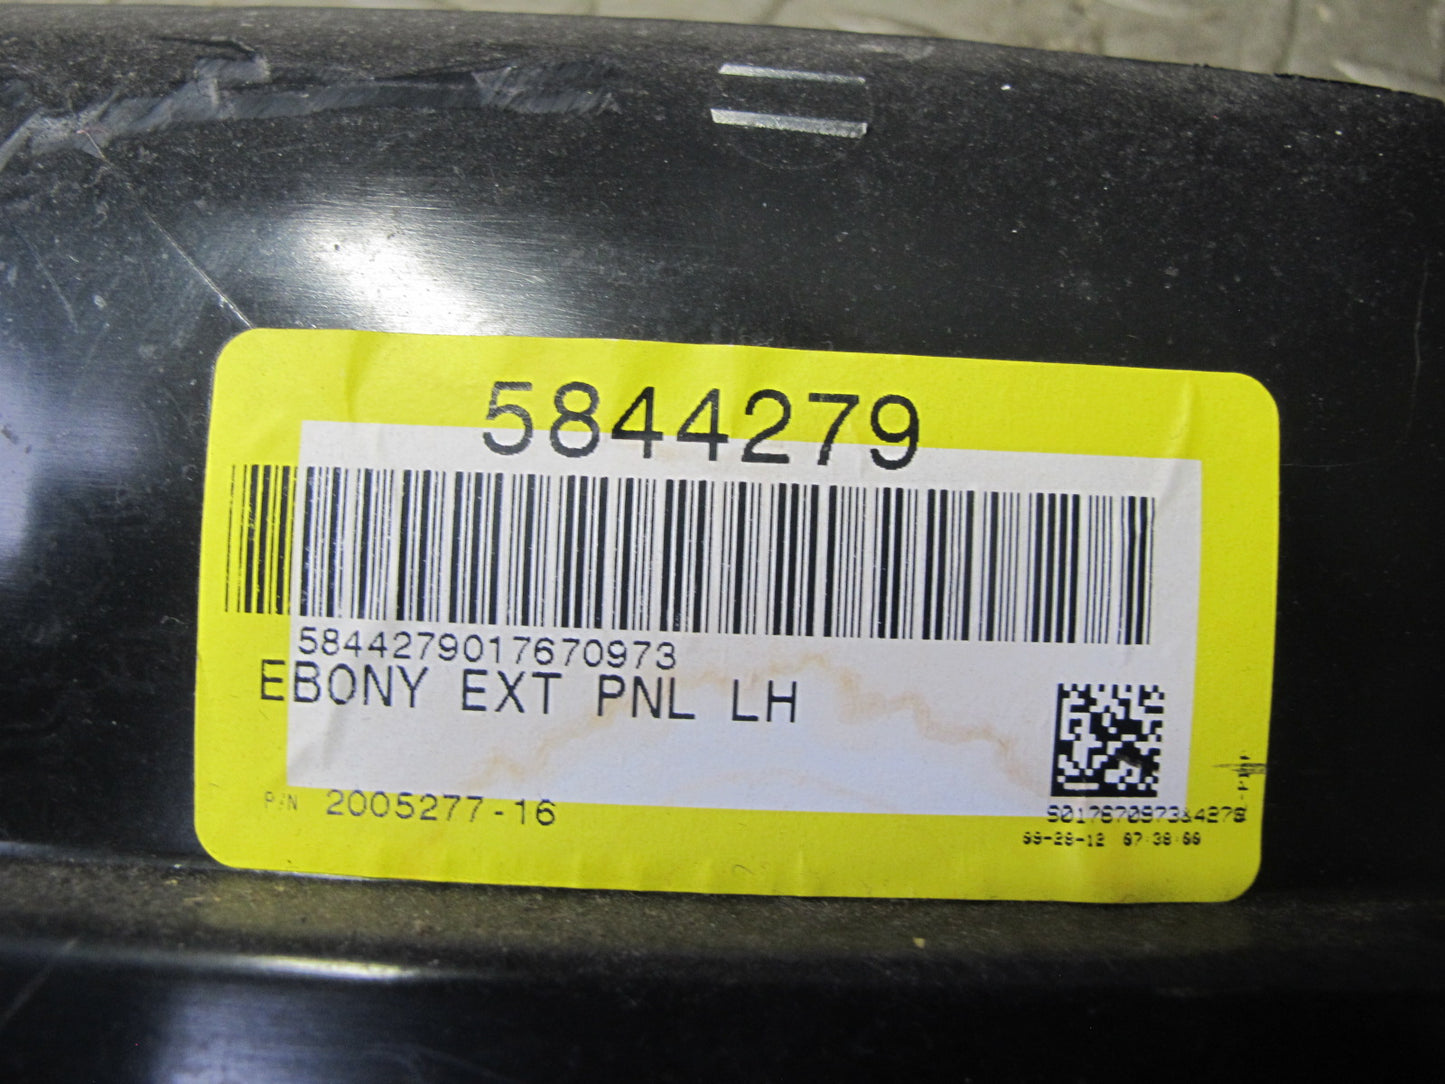 5844279
5844279017670973
EBONY EXT PNL LH
P/N 2005277-16